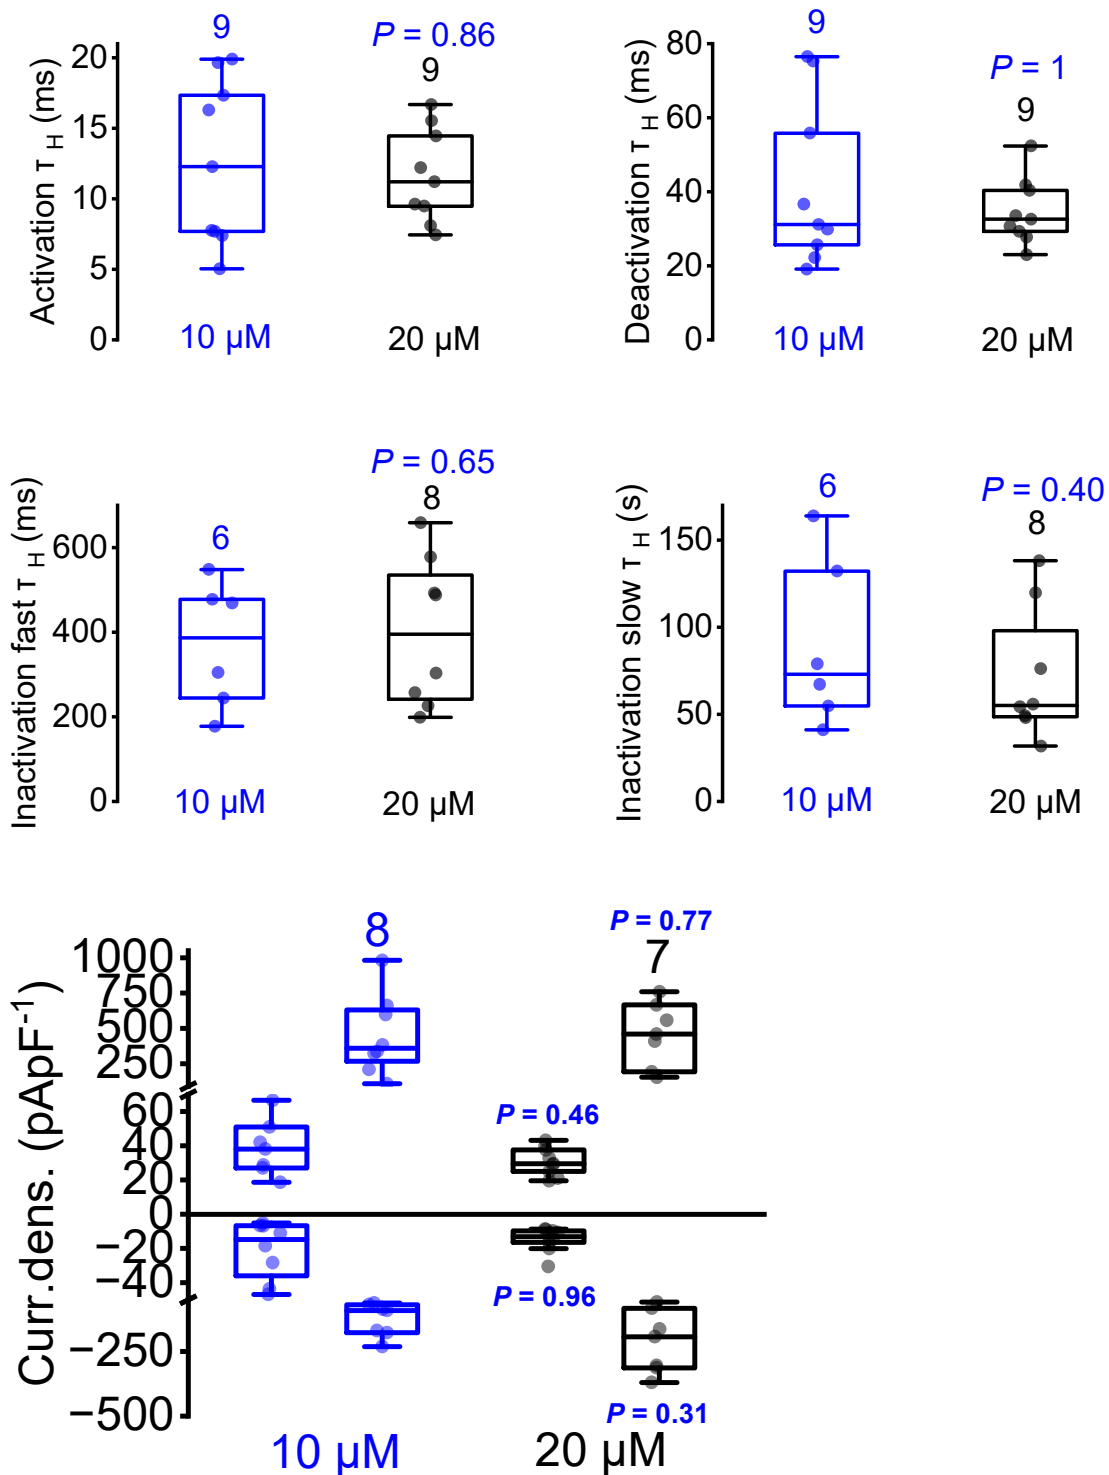 Activation τ H (ms)
20
15
10
5
0
9
P = 0.86
9
10 μM
20 μM
Deactivation τ H (ms)
80
60
40
20
0
9
P = 1
9
10 μM
20 μM
Inactivation fast τ H (ms)
600
400
200
0
6
P = 0.65
8
10 μM
20 μM
Inactivation slow τ H (s)
150
100
50
0
6
P = 0.40
8
10 μM
20 μM
Curr.dens. (pApF-1)
1000
750
500
250
60
40
20
0
−20
−40
−250
−500
8
P = 0.77
7
P = 0.46
P = 0.96
P = 0.31
10 μM
20 μM